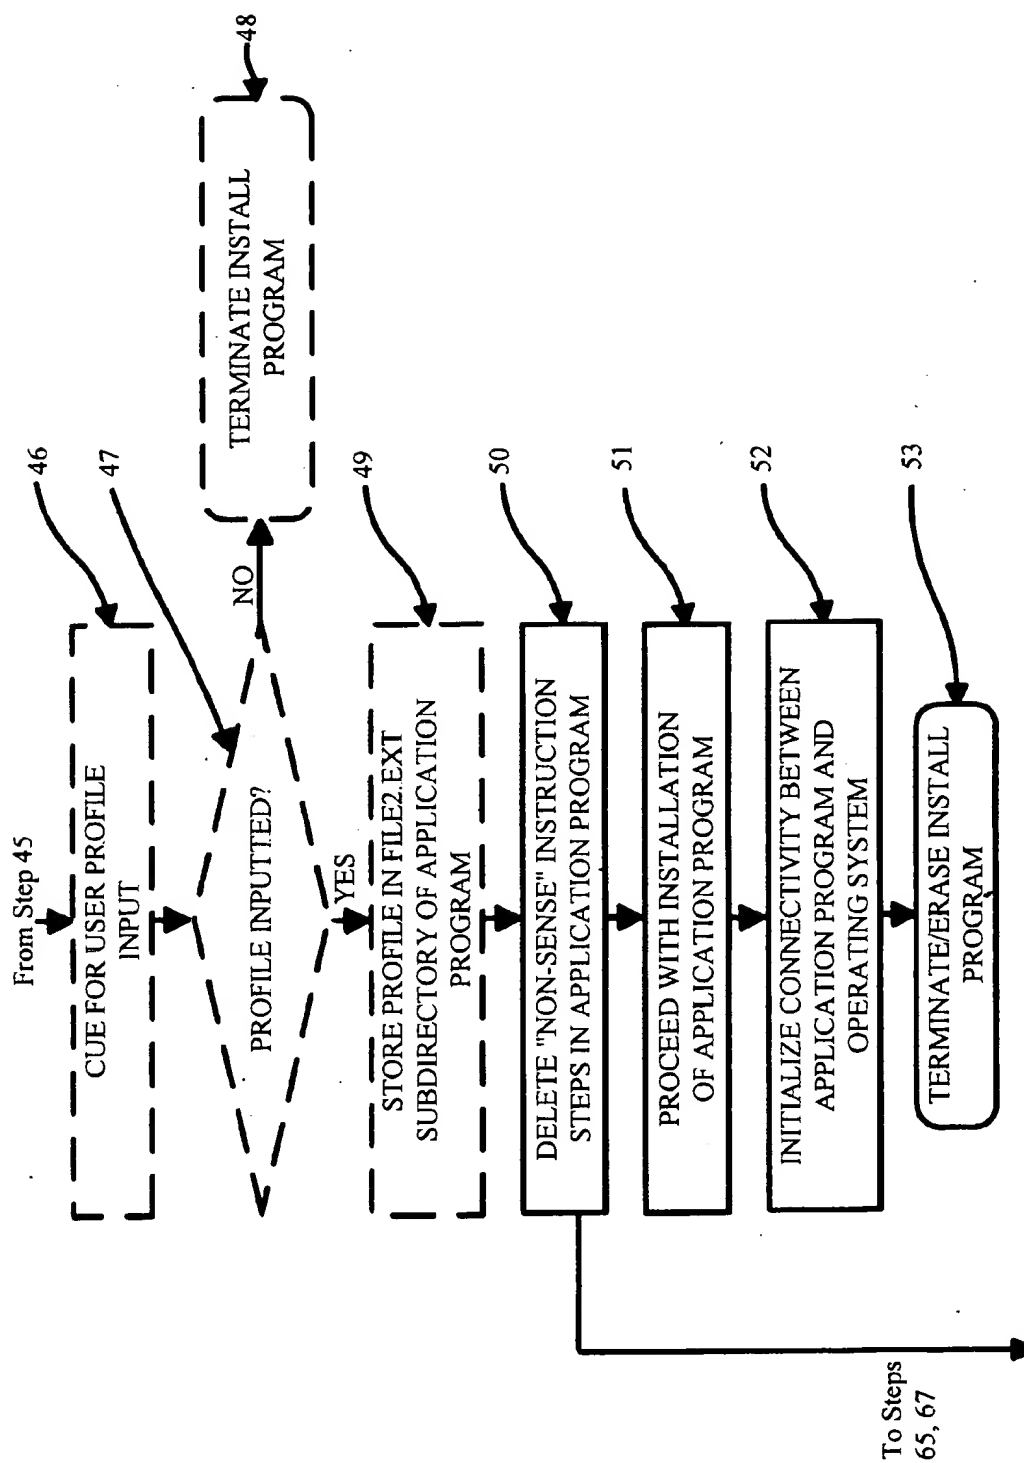 From Step 45
46
CUE FOR USER PROFILE
INPUT
47
PROFILE INPUTTED?
NO
48
TERMINATE INSTALL
PROGRAM
YES
49
STORE PROFILE IN FILE2.EXT
SUBDIRECTORY OF APPLICATION
PROGRAM
50
DELETE "NON-SENSE" INSTRUCTION
STEPS IN APPLICATION PROGRAM
51
PROCEED WITH INSTALLATION
OF APPLICATION PROGRAM
52
INITIALIZE CONNECTIVITY BETWEEN
APPLICATION PROGRAM AND
OPERATING SYSTEM
53
TERMINATE/ERASE INSTALL
PROGRAM
To Steps
65, 67